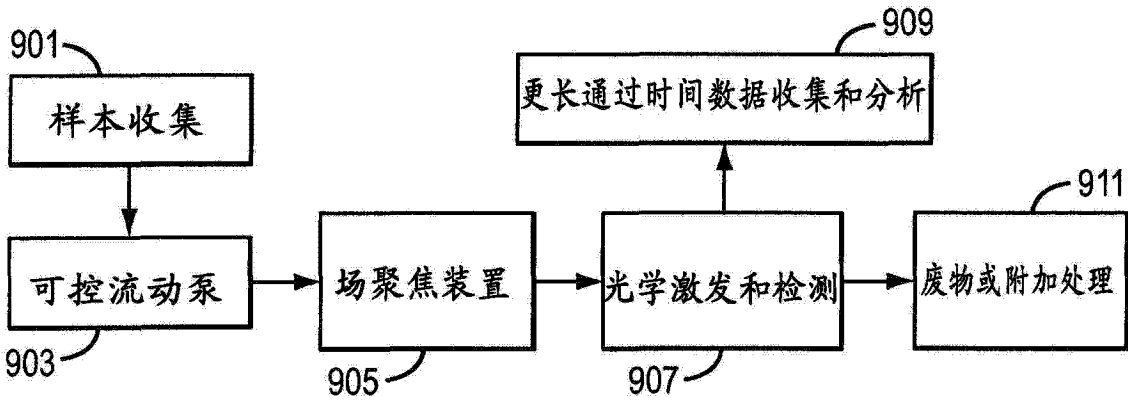 901
样本收集
909
更长通过时间数据收集和分析
可控流动泵
903
场聚焦装置
905
光学激发和检测
907
911
废物或附加处理